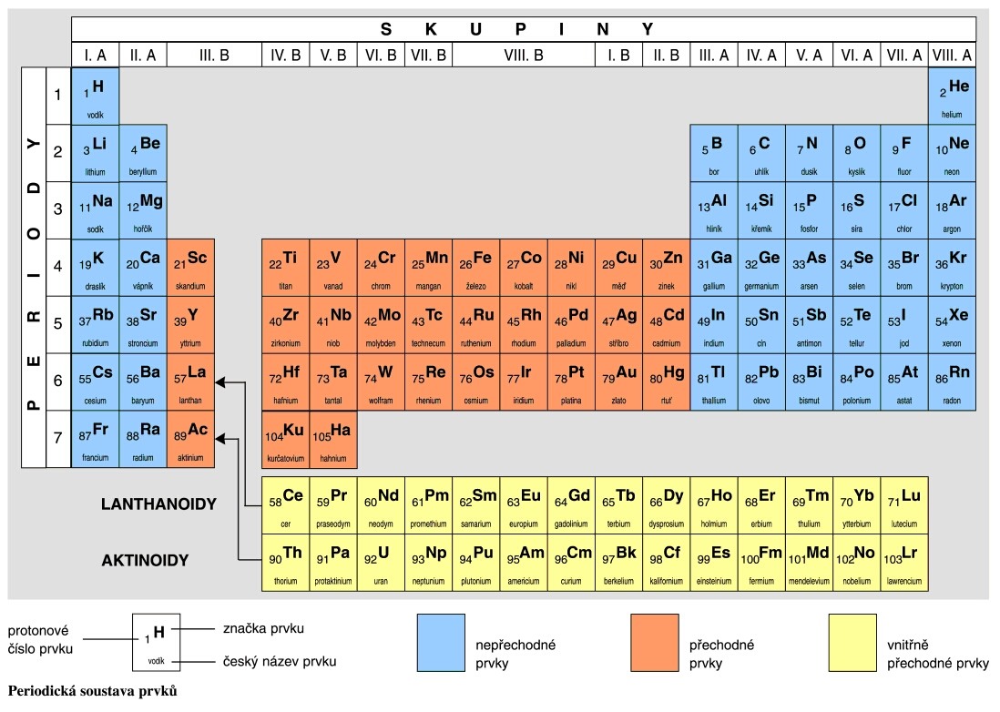 S K U P I N Y
I. A II. A III. B IV. B V. B VI. B VII. B VIII. B I. B II. B III. A IV. A V. A VI. A VII. A VIII. A
PERIODY
1 1 H 2 He
vodík helium
2 3 Li 4 Be 5 B 6 C 7 N 8 O 9 F 10 Ne
lithium beryllium bor uhlík dusík kyslík fluor neon
3 11 Na 12 Mg 13 Al 14 Si 15 P 16 S 17 Cl 18 Ar
sodík hořčík hliník křemík fosfor síra chlor argon
4 19 K 20 Ca 21 Sc 22 Ti 23 V 24 Cr 25 Mn 26 Fe 27 Co 28 Ni 29 Cu 30 Zn 31 Ga 32 Ge 33 As 34 Se 35 Br 36 Kr
draslík vápník skandium titan vanad chrom mangan železo kobalt nikl měď zinek gallium germanium arsen selen brom krypton
5 37 Rb 38 Sr 39 Y 40 Zr 41 Nb 42 Mo 43 Tc 44 Ru 45 Rh 46 Pd 47 Ag 48 Cd 49 In 50 Sn 51 Sb 52 Te 53 I 54 Xe
rubidium stroncium yttrium zirkonium niob molybden technecum ruthenium rhodium palladium stříbro cadmium indium cín antimon tellur jod xenon
6 55 Cs 56 Ba 57 La 72 Hf 73 Ta 74 W 75 Re 76 Os 77 Ir 78 Pt 79 Au 80 Hg 81 Tl 82 Pb 83 Bi 84 Po 85 At 86 Rn
cesium baryum lanthan hafnium tantal wolfram rhenium osmium iridium platina zlato rtuť thallium olovo bismut polonium astat radon
7 87 Fr 88 Ra 89 Ac 104 Ku 105 Ha
francium radium aktinium kurčatovium hahnium
LANTHANOIDY 58 Ce 59 Pr 60 Nd 61 Pm 62 Sm 63 Eu 64 Gd 65 Tb 66 Dy 67 Ho 68 Er 69 Tm 70 Yb 71 Lu
cer praseodym neodym promethium samarium europium gadolinium terbium dysprosium holmium erbium thulium ytterbium lutecium
AKTINOIDY 90 Th 91 Pa 92 U 93 Np 94 Pu 95 Am 96 Cm 97 Bk 98 Cf 99 Es 100 Fm 101 Md 102 No 103 Lr
thorium protaktinium uran neptunium plutonium americium curium berkelium kalifornium einsteinium fermium mendelevium nobelium lawrencium
protonové
číslo prvku
1 H
vodík
značka prvku
český název prvku
nepřechodné
prvky
přechodné
prvky
vnitřně
přechodné prvky
Periodická soustava prvků